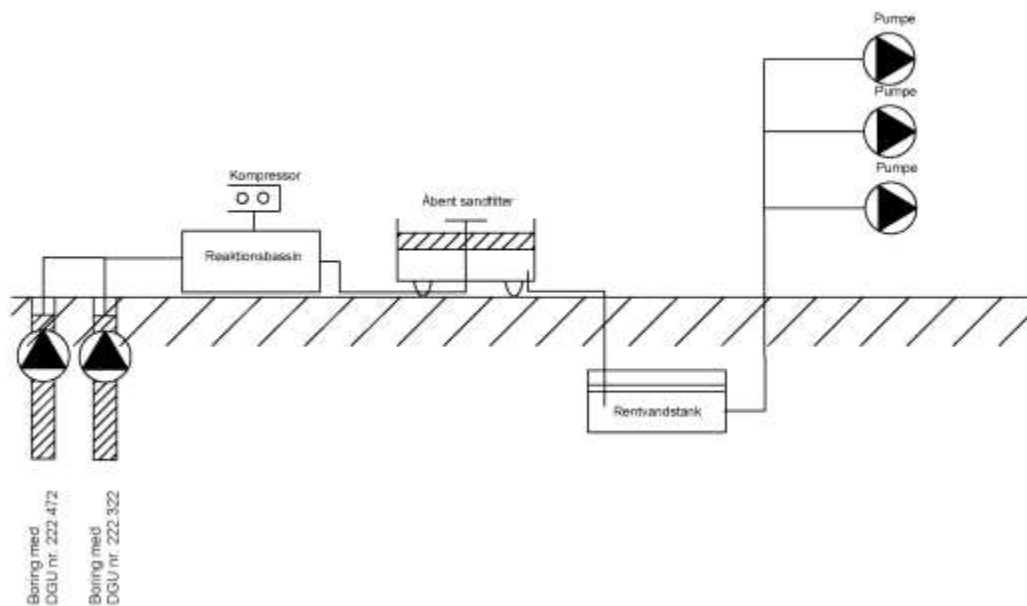 Pumpe
Pumpe
Pumpe
Kompressor
Åbent sandfilter
Reaktionsbassin
Rentvandstank
Boring med
DGU nr. 222.472
Boring med
DGU nr. 222.322